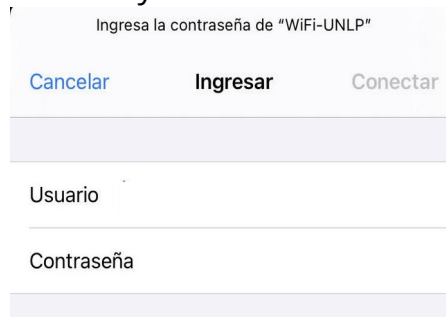 Ingresa la contraseña de “WiFi-UNLP”
Cancelar Ingresar Conectar
Usuario
Contraseña